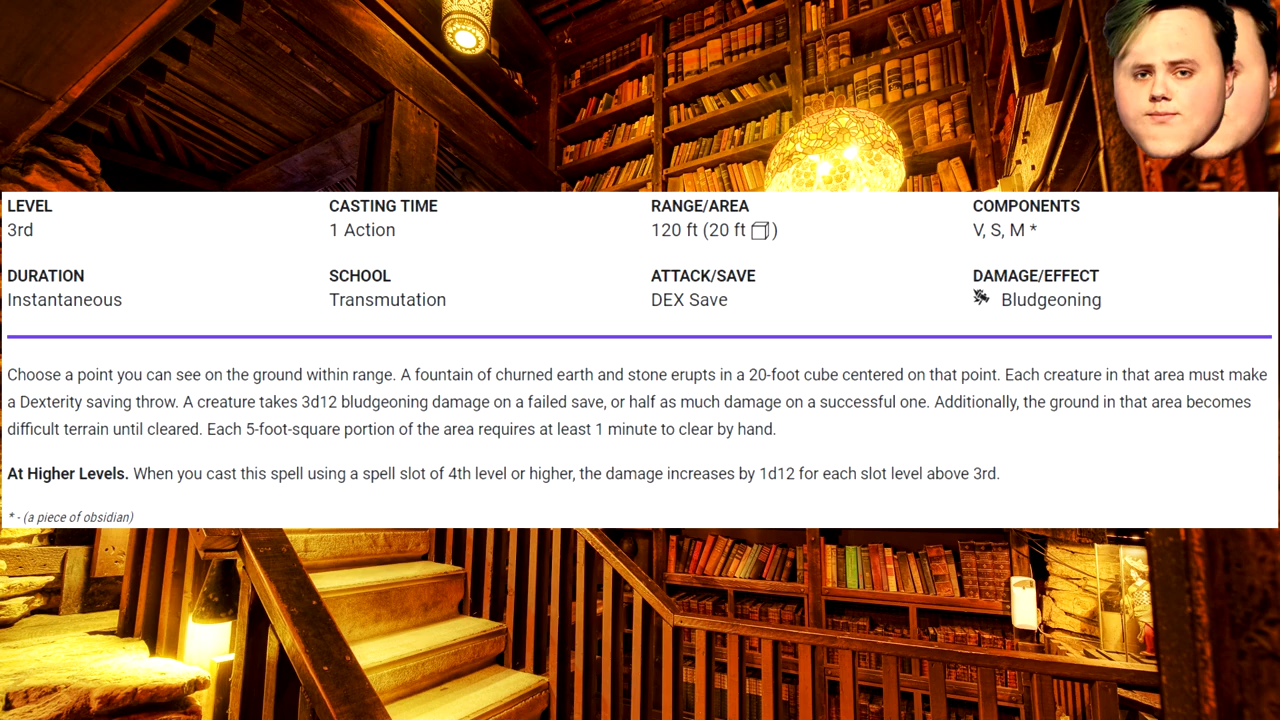 LEVEL CASTING TIME RANGE/AREA COMPONENTS
3rd 1 Action 120 ft (20 ft ) V, S, M *
DURATION SCHOOL ATTACK/SAVE DAMAGE/EFFECT
Instantaneous Transmutation DEX Save Bludgeoning
Choose a point you can see on the ground within range. A fountain of churned earth and stone erupts in a 20-foot cube centered on that point. Each creature in that area must make
a Dexterity saving throw. A creature takes 3d12 bludgeoning damage on a failed save, or half as much damage on a successful one. Additionally, the ground in that area becomes
difficult terrain until cleared. Each 5-foot-square portion of the area requires at least 1 minute to clear by hand.
At Higher Levels. When you cast this spell using a spell slot of 4th level or higher, the damage increases by 1d12 for each slot level above 3rd.
* - (a piece of obsidian)